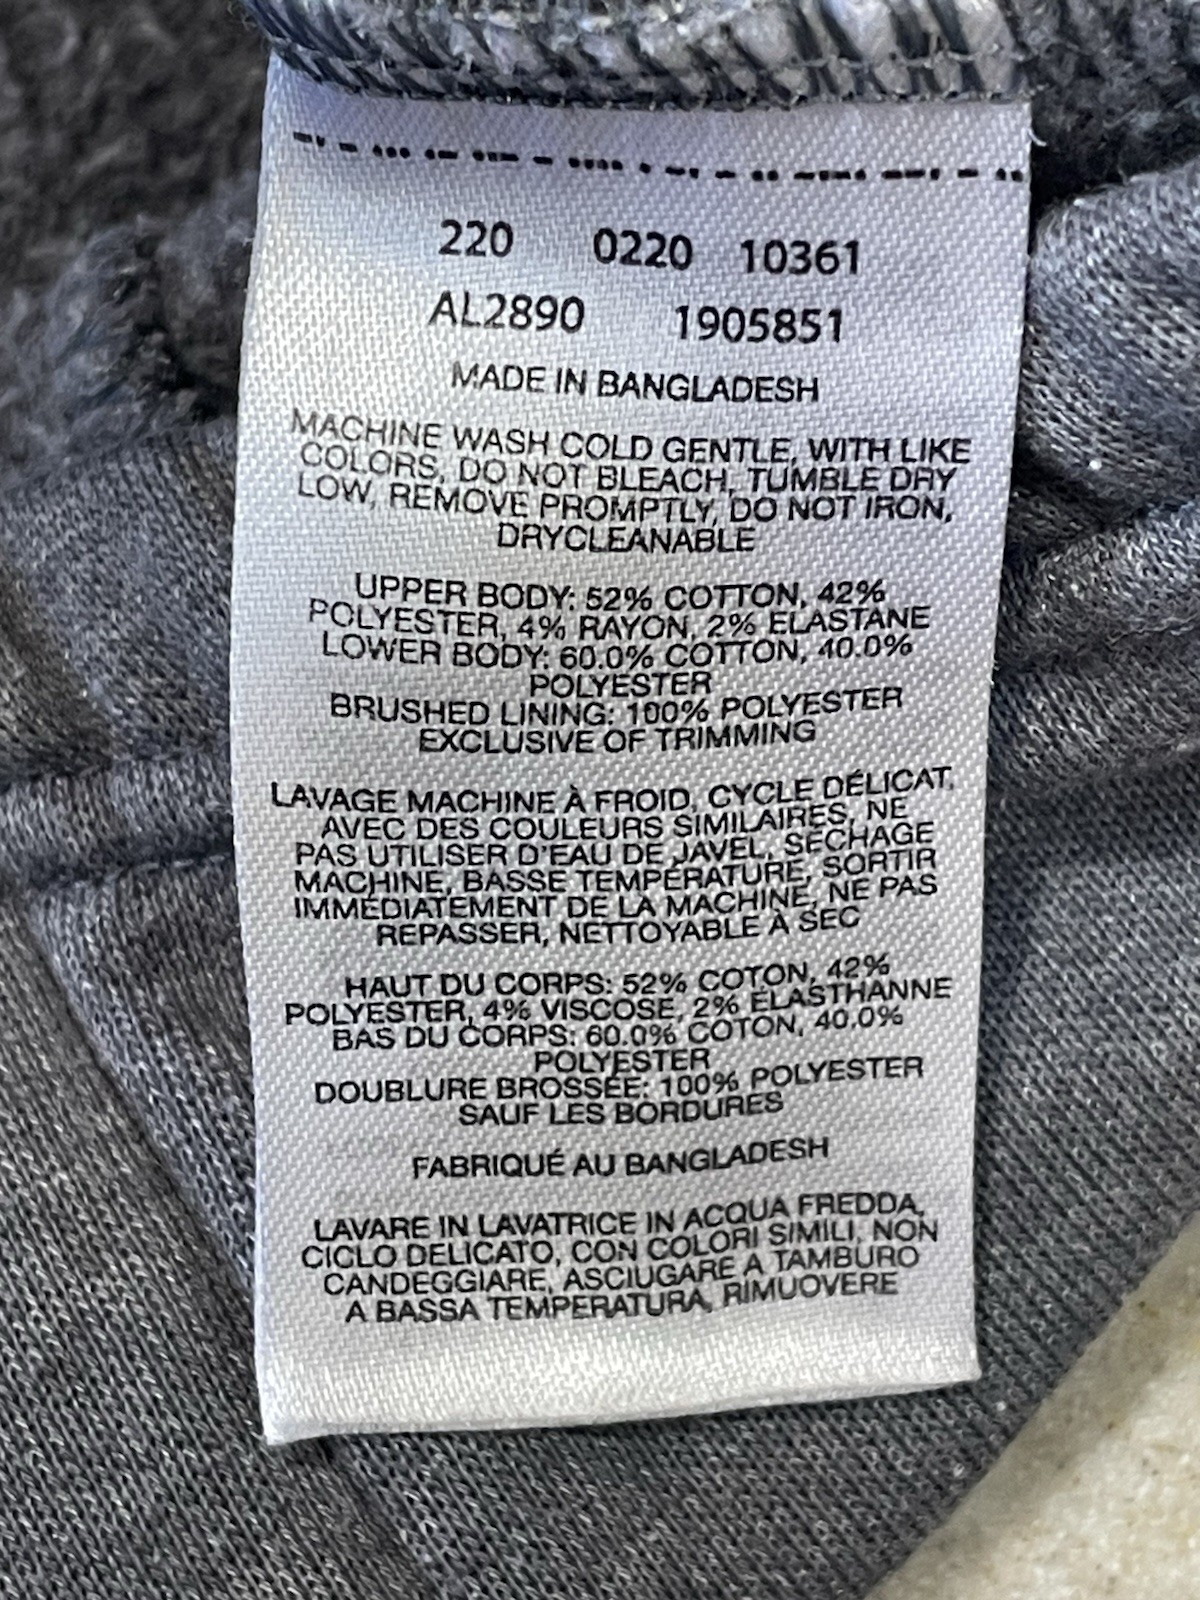 220 0220 10361
AL2890 1905851
MADE IN BANGLADESH
MACHINE WASH COLD GENTLE, WITH LIKE
COLORS, DO NOT BLEACH, TUMBLE DRY
LOW, REMOVE PROMPTLY, DO NOT IRON,
DRYCLEANABLE
UPPER BODY: 52% COTTON, 42%
POLYESTER, 4% RAYON, 2% ELASTANE
LOWER BODY: 60.0% COTTON, 40.0%
POLYESTER
BRUSHED LINING: 100% POLYESTER
EXCLUSIVE OF TRIMMING
LAVAGE MACHINE À FROID, CYCLE DÉLICAT,
AVEC DES COULEURS SIMILAIRES, NE
PAS UTILISER D'EAU DE JAVEL, SÉCHAGE
MACHINE, BASSE TEMPÉRATURE, SORTIR
IMMÉDIATEMENT DE LA MACHINE, NE PAS
REPASSER, NETTOYABLE À SEC
HAUT DU CORPS: 52% COTON, 42%
POLYESTER, 4% VISCOSE, 2% ÉLASTHANNE
BAS DU CORPS: 60.0% COTON, 40.0%
POLYESTER
DOUBLURE BROSSÉE: 100% POLYESTER
SAUF LES BORDURES
FABRIQUÉ AU BANGLADESH
LAVARE IN LAVATRICE IN ACQUA FREDDA,
CICLO DELICATO, CON COLORI SIMILI, NON
CANDEGGIARE, ASCIUGARE A TAMBURO
A BASSA TEMPERATURA, RIMUOVERE